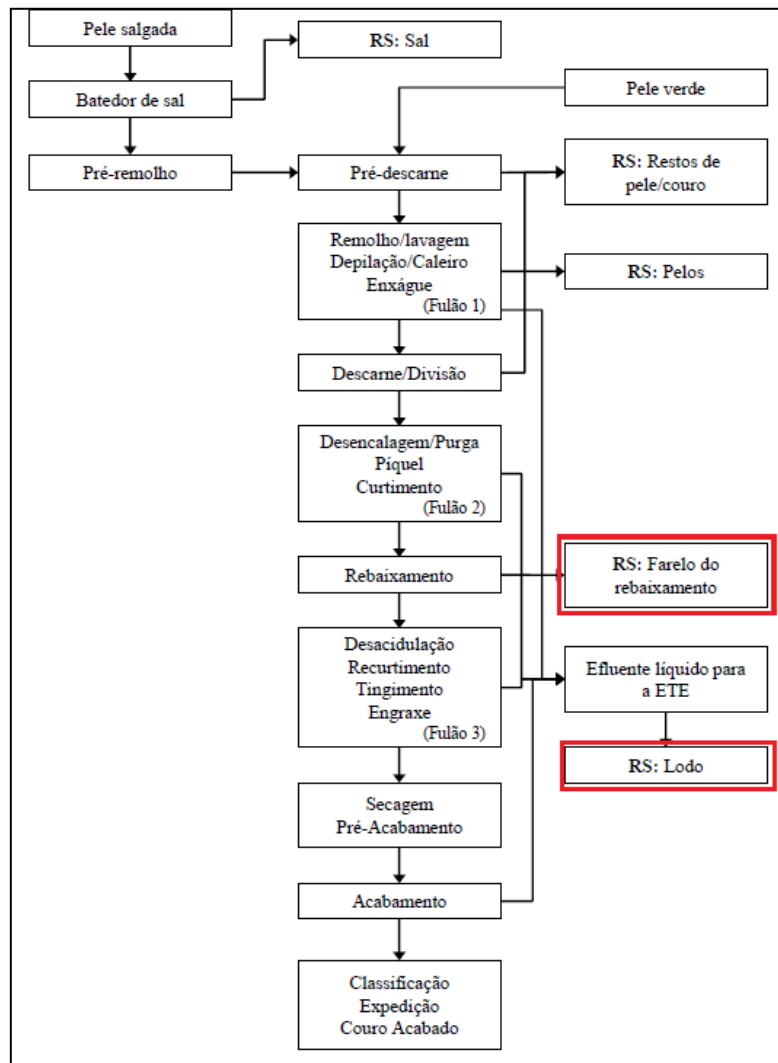 Pele salgada
RS: Sal
Batedor de sal
Pele verde
Pré-remolho
Pré-descarne
RS: Restos de
pele/couro
Remolho/lavagem
Depilação/Caleiro
Enxágue
(Fulão 1)
RS: Pelos
Descarne/Divisão
Desencalagem/Purga
Píquel
Curtimento
(Fulão 2)
Rebaixamento
RS: Farelo do
rebaixamento
Desacidulação
Recurtimento
Tingimento
Engraxe
(Fulão 3)
Efluente líquido para
a ETE
RS: Lodo
Secagem
Pré-Acabamento
Acabamento
Classificação
Expedição
Couro Acabado